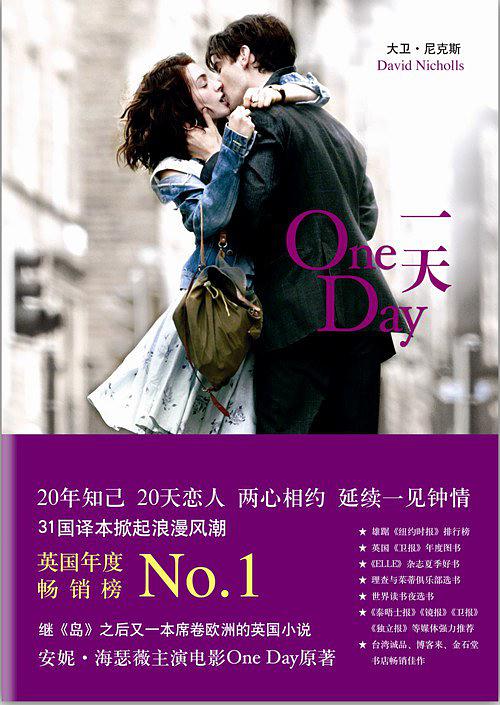 大卫·尼克斯
David Nicholls
One 一天
Day
20年知己 20天恋人 两心相约 延续一见钟情
31国译本掀起浪漫风潮
英国年度
畅销榜 No.1
继《岛》之后又一本席卷欧洲的英国小说
安妮·海瑟薇主演电影One Day原著
★ 雄踞《纽约时报》排行榜
★ 英国《卫报》年度图书
★《ELLE》杂志夏季好书
★ 理查与茱蒂俱乐部选书
★ 世界读书夜选书
★《泰晤士报》《镜报》《卫报》
《独立报》等媒体强力推荐
★ 台湾诚品、博客来、金石堂
书店畅销佳作